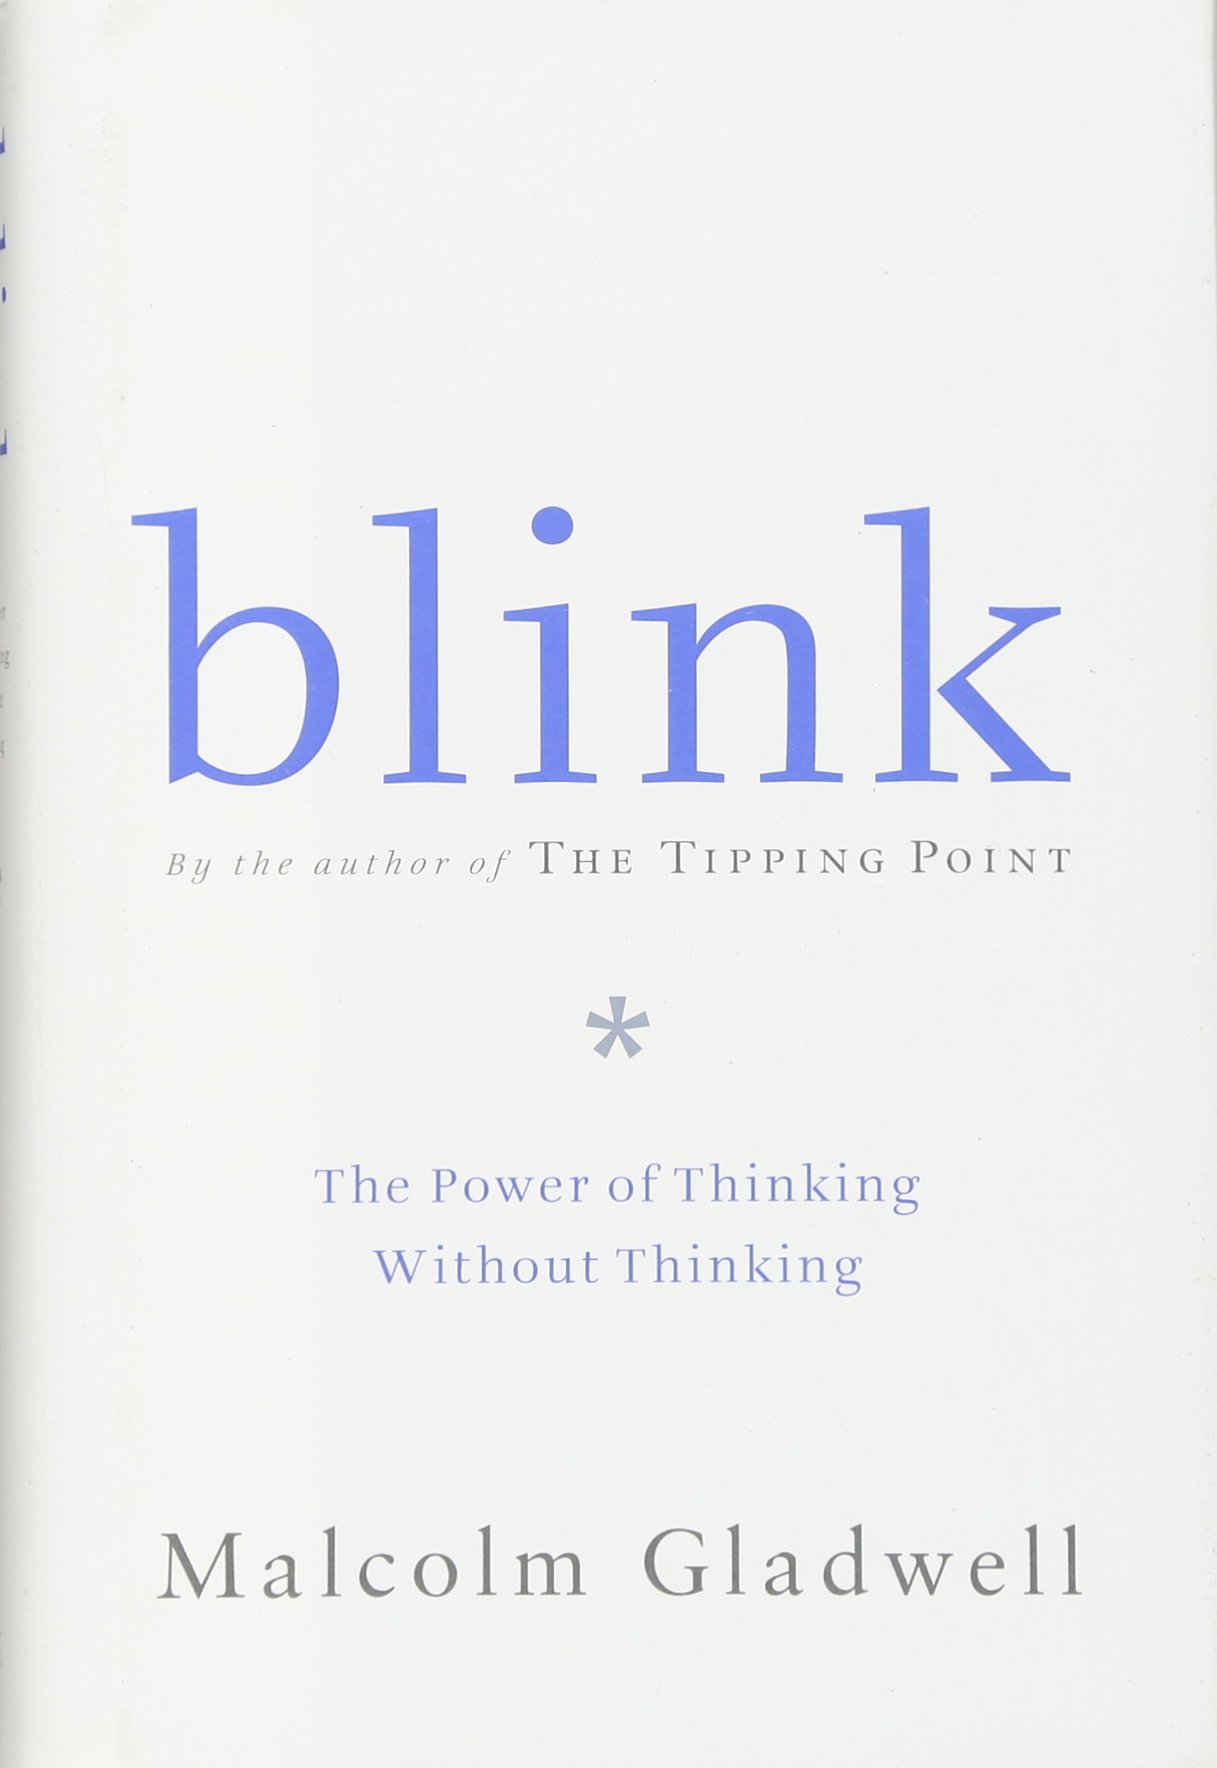 blink
By the author of THE TIPPING POINT
*
The Power of Thinking
Without Thinking
Malcolm Gladwell